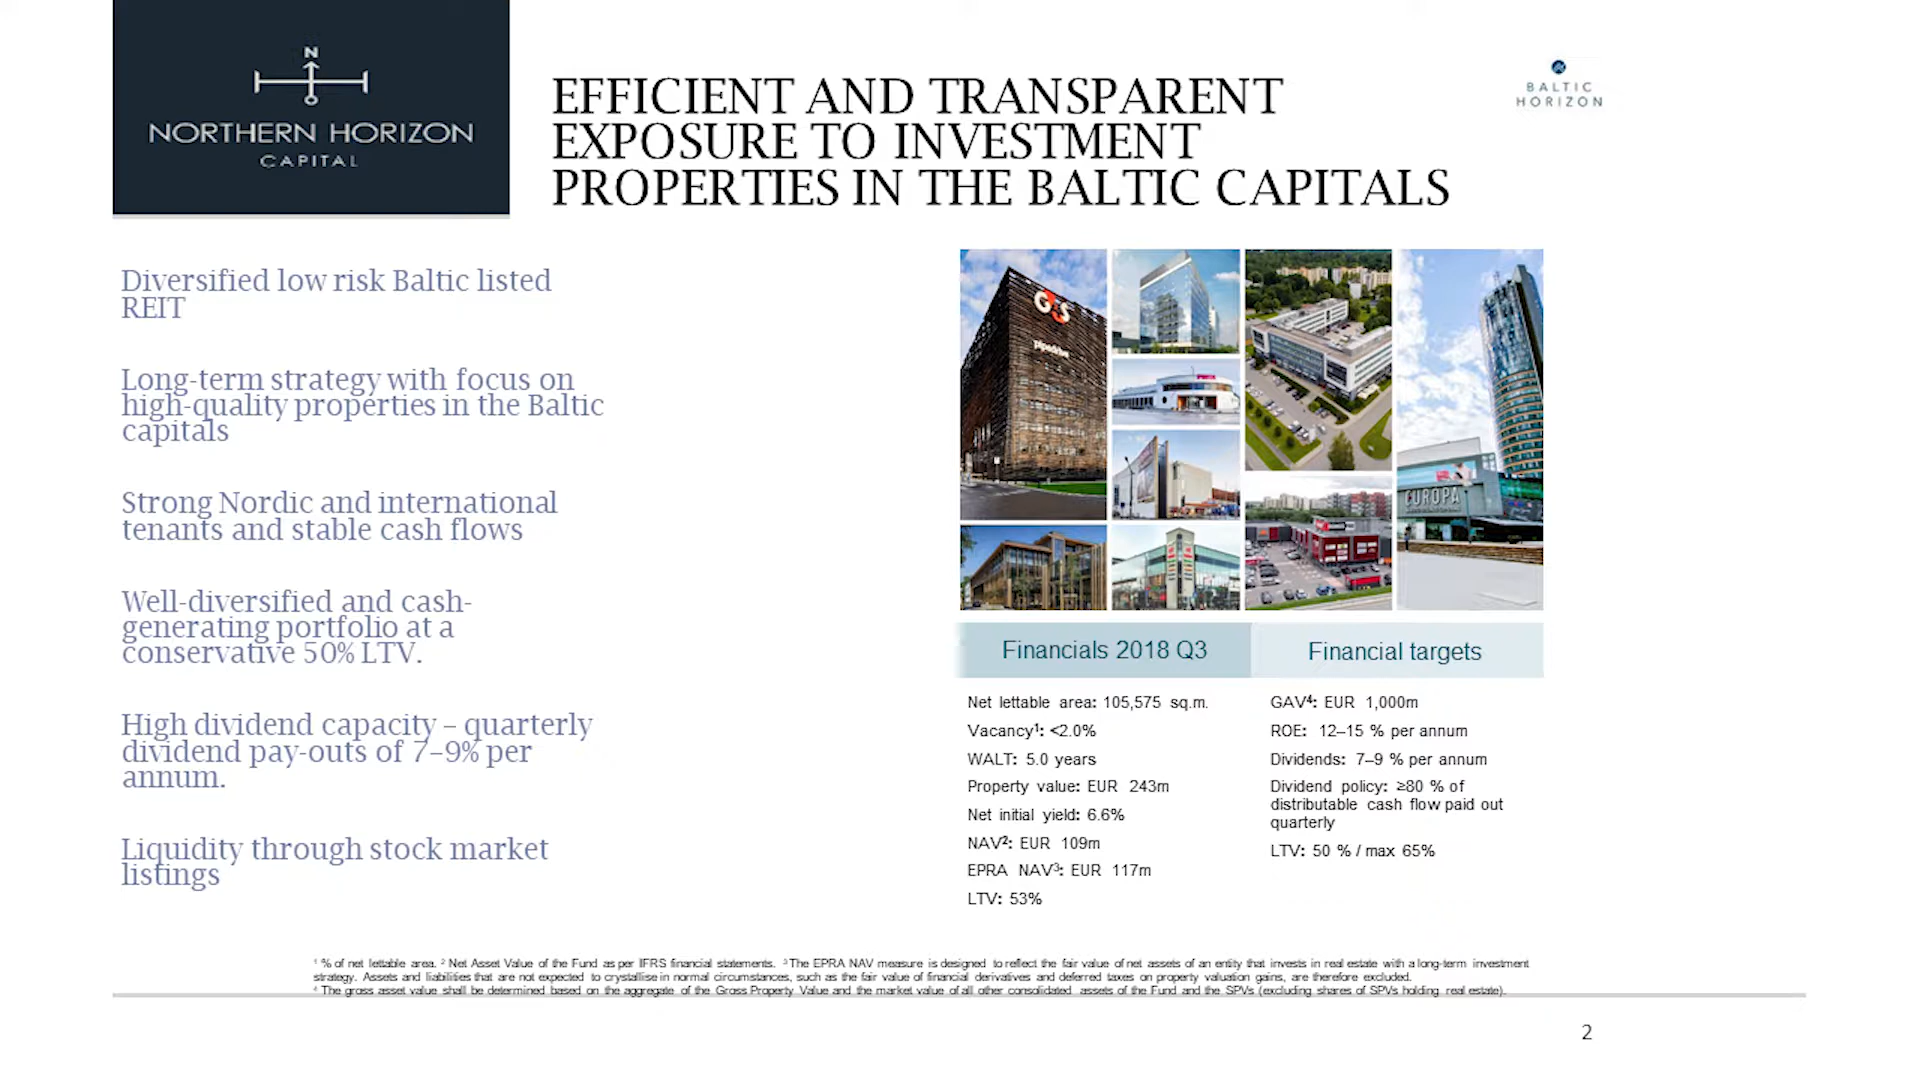 N
NORTHERN HORIZON
CAPITAL
EFFICIENT AND TRANSPARENT
EXPOSURE TO INVESTMENT
PROPERTIES IN THE BALTIC CAPITALS
BALTIC
HORIZON
Diversified low risk Baltic listed
REIT
Long-term strategy with focus on
high-quality properties in the Baltic
capitals
Strong Nordic and international
tenants and stable cash flows
Well-diversified and cash-
generating portfolio at a
conservative 50% LTV.
High dividend capacity – quarterly
dividend pay-outs of 7–9% per
annum.
Liquidity through stock market
listings
G4S
pipedrive
EUROPA
Financials 2018 Q3
Net lettable area: 105,575 sq.m.
Vacancy¹: <2.0%
WALT: 5.0 years
Property value: EUR 243m
Net initial yield: 6.6%
NAV²: EUR 109m
EPRA NAV³: EUR 117m
LTV: 53%
Financial targets
GAV⁴: EUR 1,000m
ROE: 12–15 % per annum
Dividends: 7–9 % per annum
Dividend policy: ≥80 % of
distributable cash flow paid out
quarterly
LTV: 50 % / max 65%
¹ % of net lettable area. ² Net Asset Value of the Fund as per IFRS financial statements. ³ The EPRA NAV measure is designed to reflect the fair value of net assets of an entity that invests in real estate with a long-term investment
strategy. Assets and liabilities that are not expected to crystallise in normal circumstances, such as the fair value of financial derivatives and deferred taxes on property valuation gains, are therefore excluded.
⁴ The gross asset value shall be determined based on the aggregate of the Gross Property Value and the market value of all other consolidated assets of the Fund and the SPVs (excluding shares of SPVs holding real estate).
2